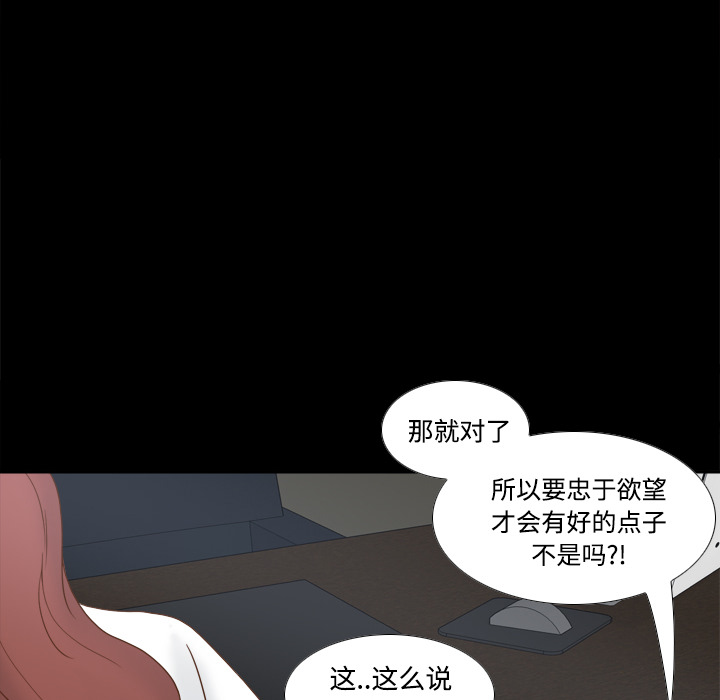 那就对了
所以要忠于欲望
才会有好的点子
不是吗?!
这..这么说